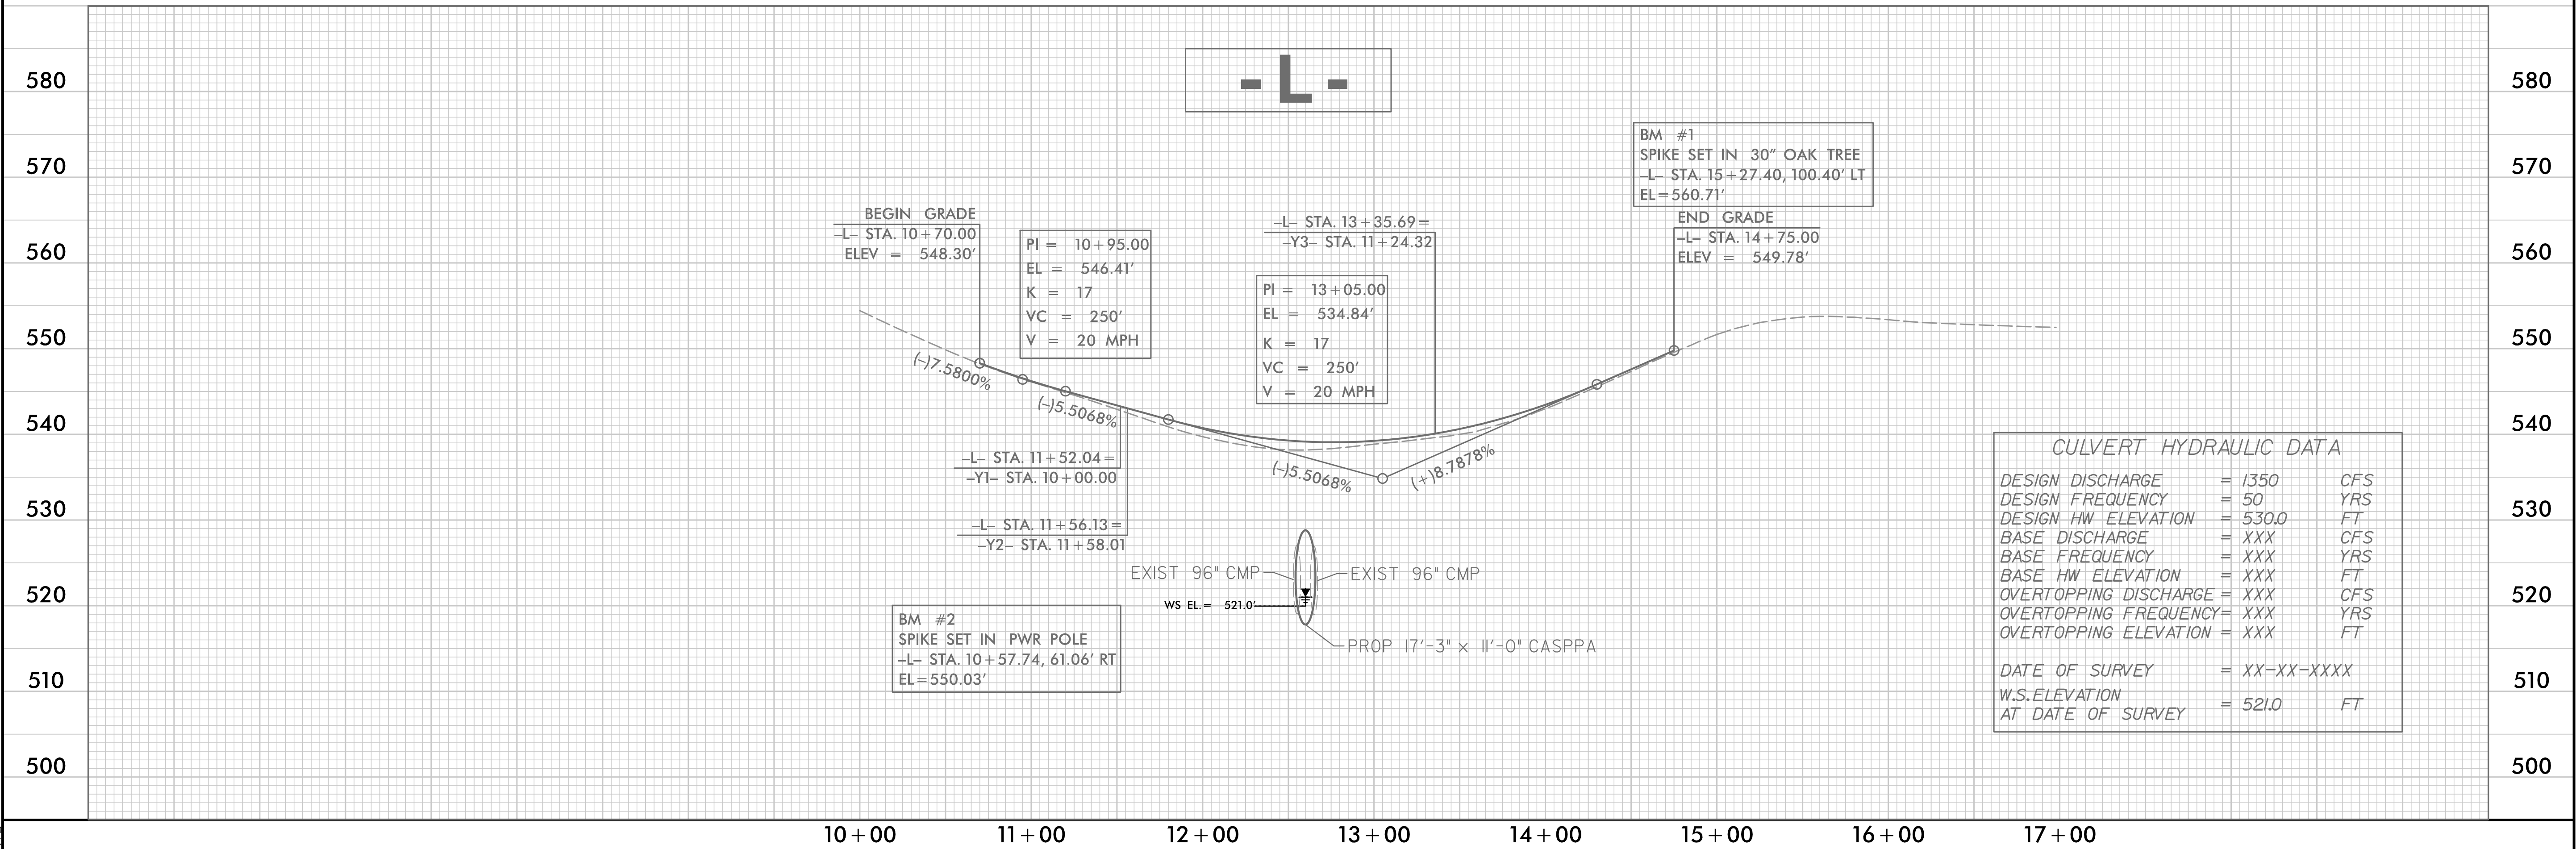 -L-
580
580
570
570
560
560
550
550
540
540
530
530
520
520
510
510
500
500
BM #1
SPIKE SET IN 30" OAK TREE
-L- STA. 15+27.40, 100.40' LT
EL=560.71'
BEGIN GRADE
-L- STA. 10+70.00
ELEV = 548.30'
PI = 10+95.00
EL = 546.41'
K = 17
VC = 250'
V = 20 MPH
-L- STA. 13+35.69=
-Y3- STA. 11+24.32
PI = 13+05.00
EL = 534.84'
K = 17
VC = 250'
V = 20 MPH
END GRADE
-L- STA. 14+75.00
ELEV = 549.78'
(-)7.5800%
(-)5.5068%
(-)5.5068%
(+)8.7878%
-L- STA. 11+52.04=
-Y1- STA. 10+00.00
-L- STA. 11+56.13=
-Y2- STA. 11+58.01
EXIST 96" CMP
EXIST 96" CMP
WS EL.= 521.0'
PROP 17'-3" x 11'-0" CASPPA
BM #2
SPIKE SET IN PWR POLE
-L- STA. 10+57.74, 61.06' RT
EL=550.03'
CULVERT HYDRAULIC DATA
DESIGN DISCHARGE = 1350 CFS
DESIGN FREQUENCY = 50 YRS
DESIGN HW ELEVATION = 530.0 FT
BASE DISCHARGE = XXX CFS
BASE FREQUENCY = XXX YRS
BASE HW ELEVATION = XXX FT
OVERTOPPING DISCHARGE = XXX CFS
OVERTOPPING FREQUENCY= XXX YRS
OVERTOPPING ELEVATION = XXX FT
DATE OF SURVEY = XX-XX-XXXX
W.S.ELEVATION
AT DATE OF SURVEY = 521.0 FT
10+00 11+00 12+00 13+00 14+00 15+00 16+00 17+00